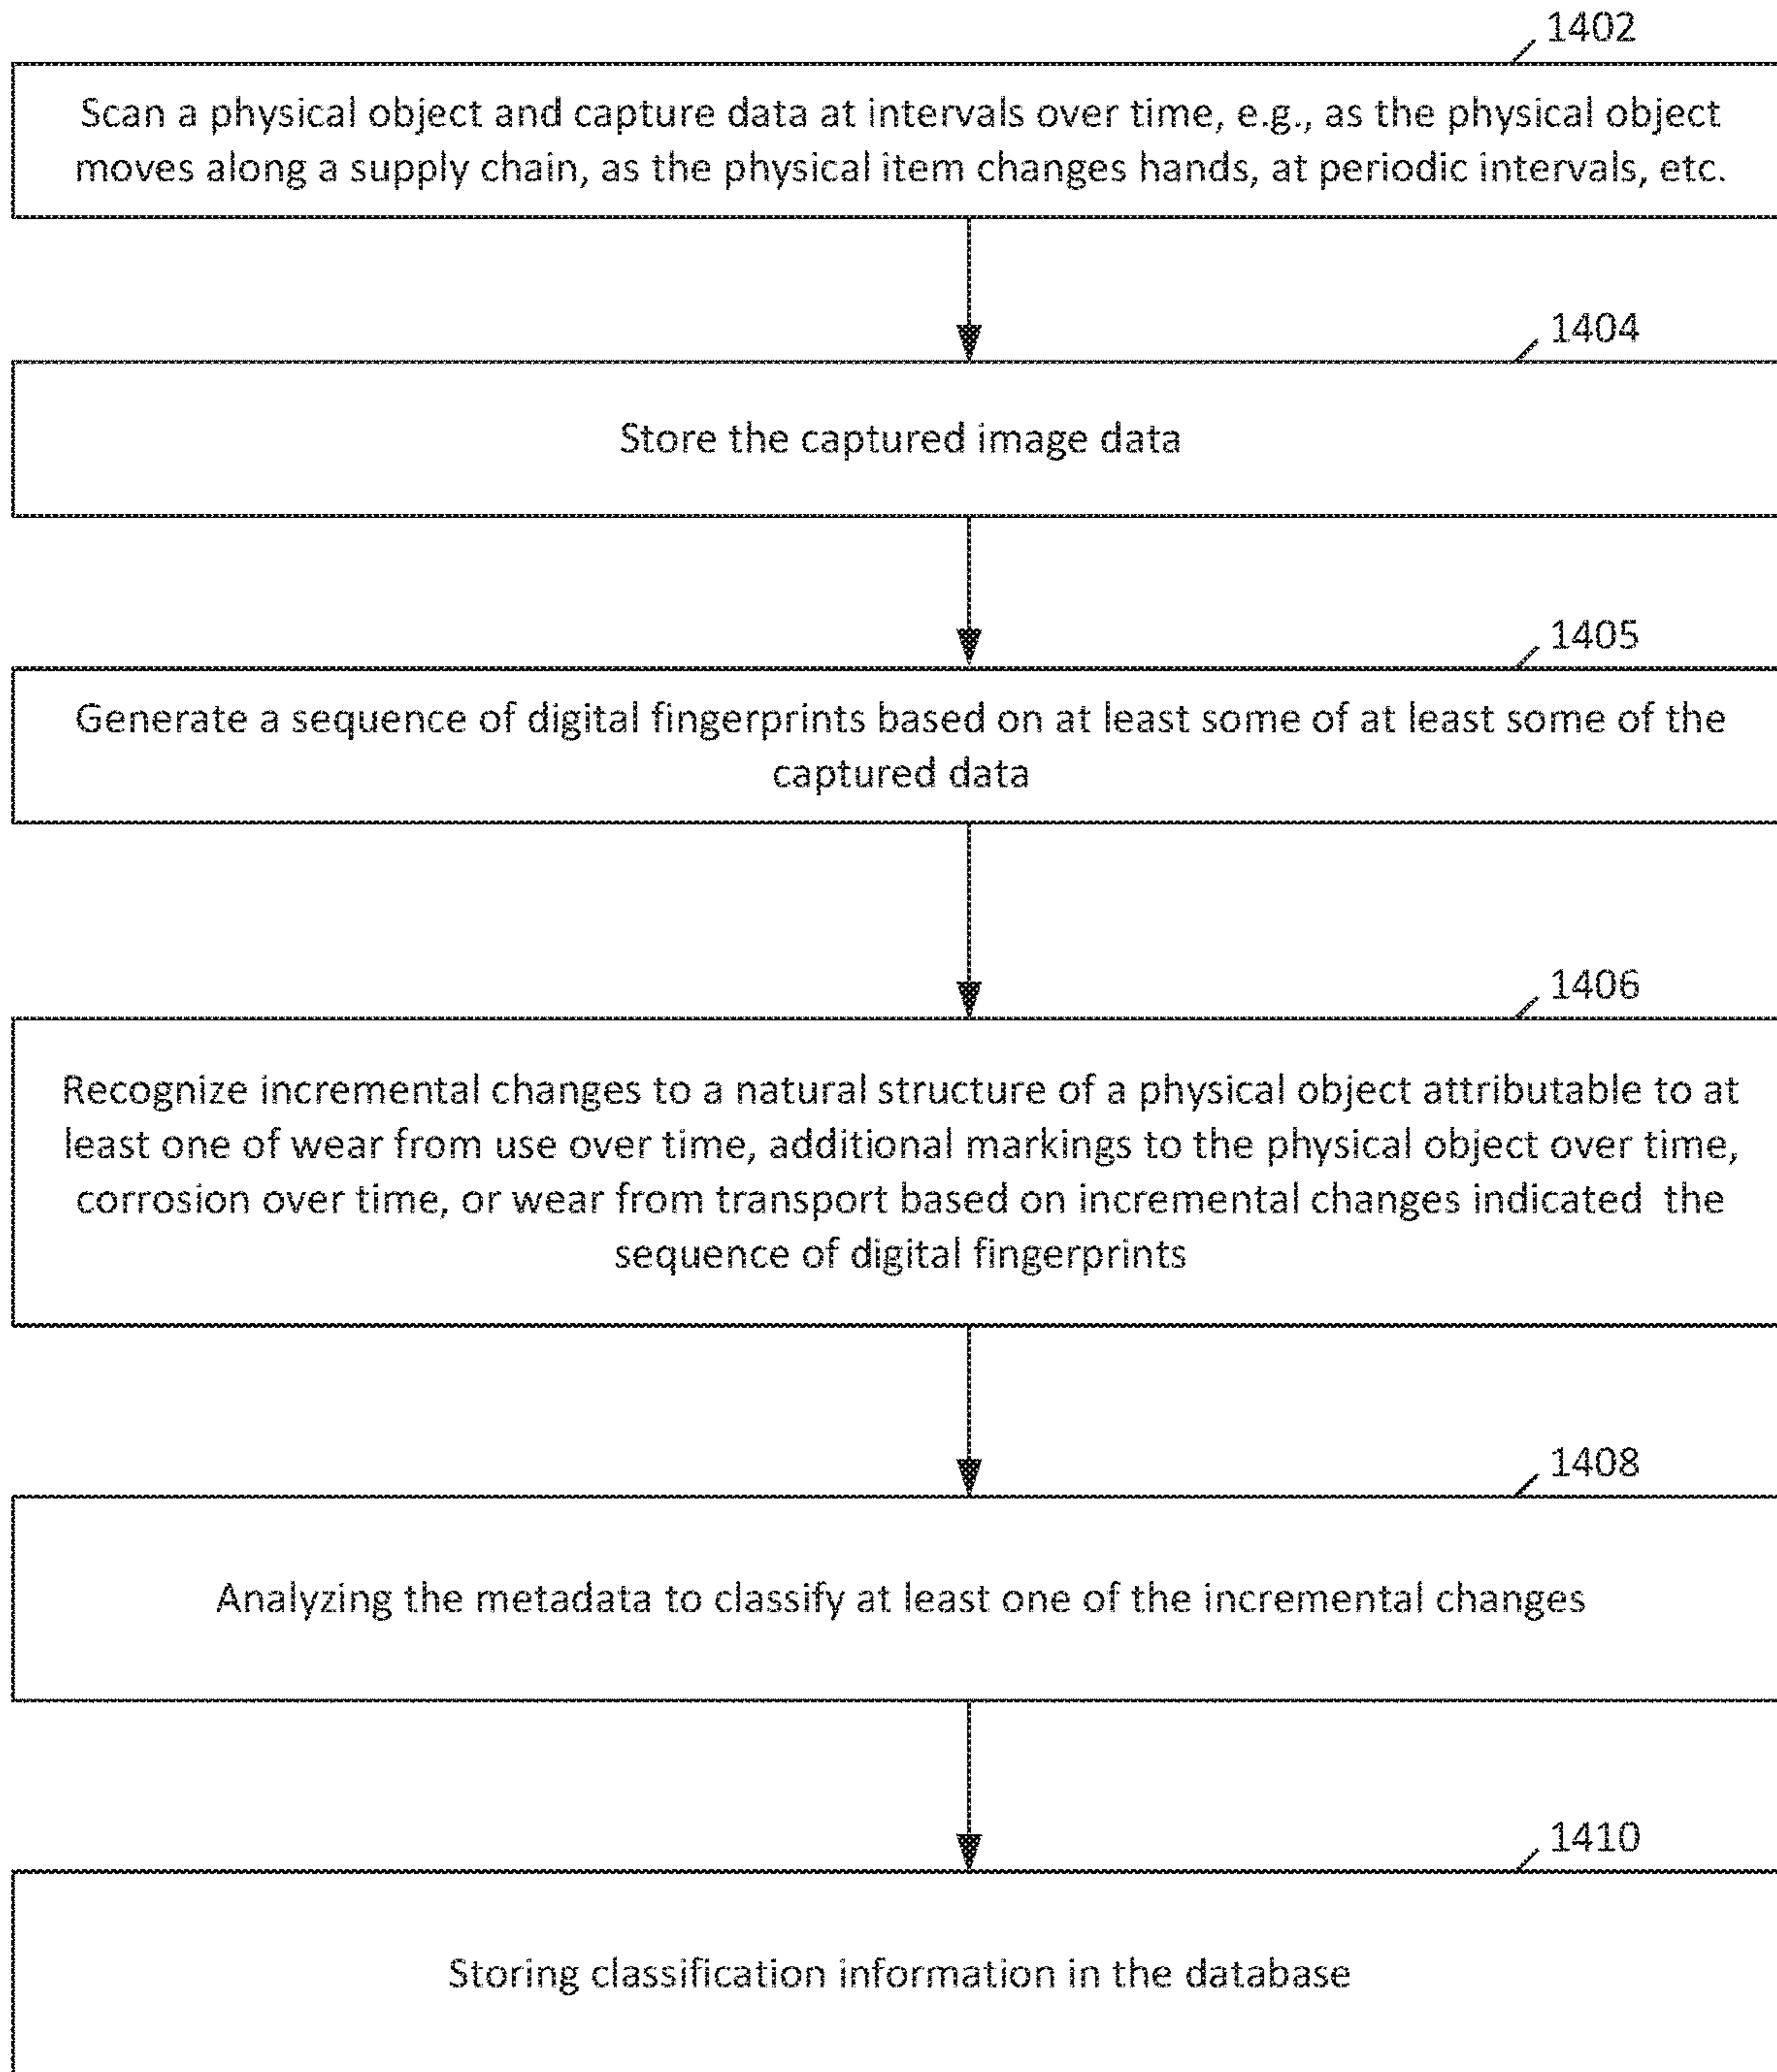 1402
Scan a physical object and capture data at intervals over time, e.g., as the physical object
moves along a supply chain, as the physical item changes hands, at periodic intervals, etc.
1404
Store the captured image data
1405
Generate a sequence of digital fingerprints based on at least some of at least some of the
captured data
1406
Recognize incremental changes to a natural structure of a physical object attributable to at
least one of wear from use over time, additional markings to the physical object over time,
corrosion over time, or wear from transport based on incremental changes indicated the
sequence of digital fingerprints
1408
Analyzing the metadata to classify at least one of the incremental changes
1410
Storing classification information in the database